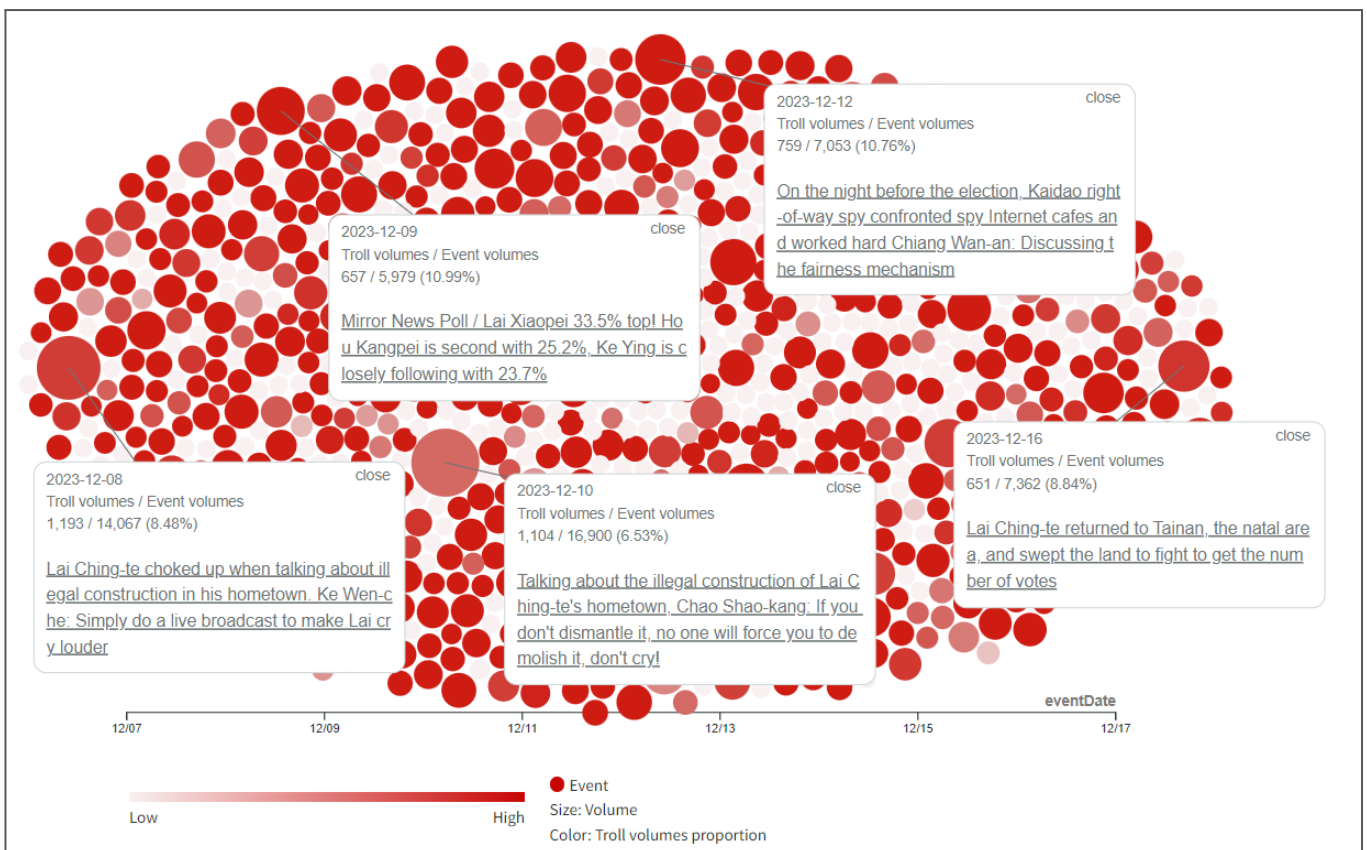 2023-12-12
close
Troll volumes / Event volumes
759 / 7,053 (10.76%)
On the night before the election, Kaidao right
-of-way spy confronted spy Internet cafes an
d worked hard Chiang Wan-an: Discussing t
he fairness mechanism
2023-12-09
close
Troll volumes / Event volumes
657 / 5,979 (10.99%)
Mirror News Poll / Lai Xiaopei 33.5% top! Ho
u Kangpei is second with 25.2%, Ke Ying is c
losely following with 23.7%
2023-12-16
close
Troll volumes / Event volumes
651 / 7,362 (8.84%)
Lai Ching-te returned to Tainan, the natal are
a, and swept the land to fight to get the num
ber of votes
2023-12-08
close
Troll volumes / Event volumes
1,193 / 14,067 (8.48%)
Lai Ching-te choked up when talking about ill
egal construction in his hometown. Ke Wen-c
he: Simply do a live broadcast to make Lai cr
y louder
2023-12-10
close
Troll volumes / Event volumes
1,104 / 16,900 (6.53%)
Talking about the illegal construction of Lai C
hing-te's hometown, Chao Shao-kang: If you
don't dismantle it, no one will force you to de
molish it, don't cry!
eventDate
12/07
12/09
12/11
12/13
12/15
12/17
Low
High
Event
Size: Volume
Color: Troll volumes proportion